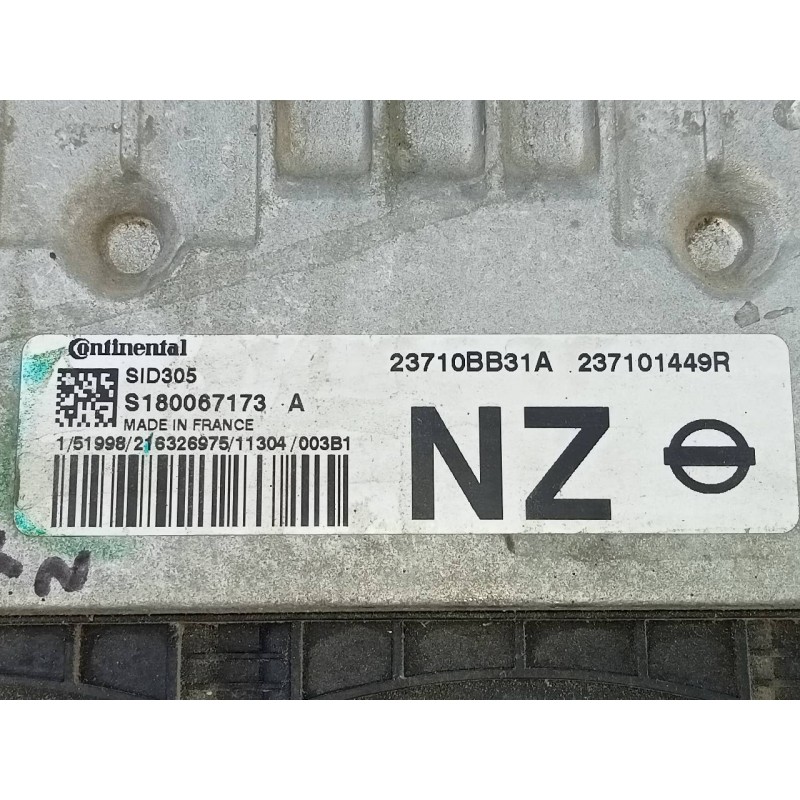 Continental
SID305
S180067173 A
MADE IN FRANCE
1/51998/216326975/11304/003B1
23710BB31A 237101449R
NZ
N